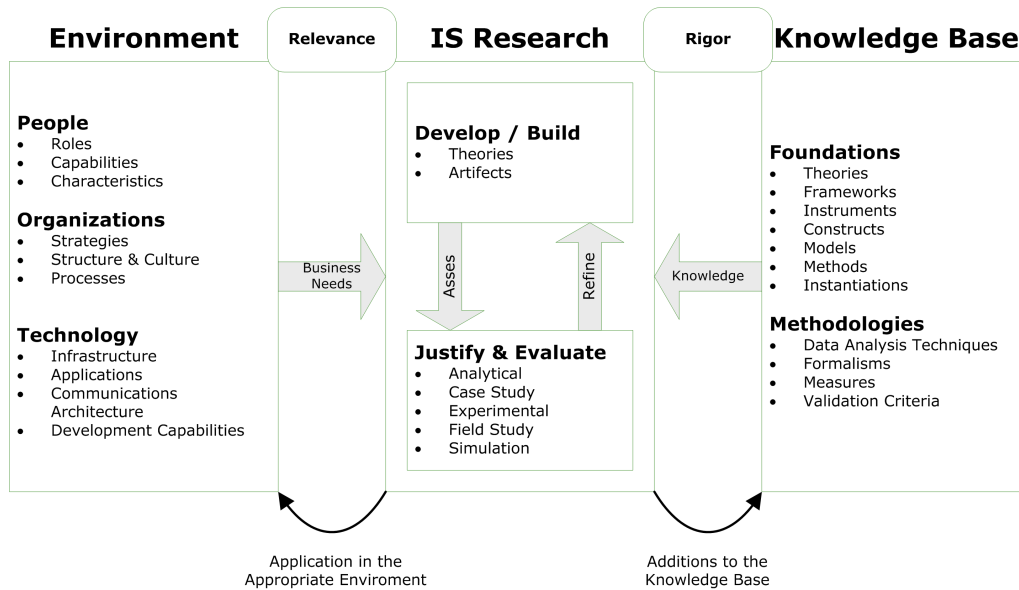 Environment
Relevance
IS Research
Rigor
Knowledge Base
People
• Roles
• Capabilities
• Characteristics
Organizations
• Strategies
• Structure & Culture
• Processes
Technology
• Infrastructure
• Applications
• Communications
Architecture
• Development Capabilities
Business
Needs
Develop / Build
• Theories
• Artifects
Asses
Refine
Justify & Evaluate
• Analytical
• Case Study
• Experimental
• Field Study
• Simulation
Knowledge
Foundations
• Theories
• Frameworks
• Instruments
• Constructs
• Models
• Methods
• Instantiations
Methodologies
• Data Analysis Techniques
• Formalisms
• Measures
• Validation Criteria
Application in the
Appropriate Enviroment
Additions to the
Knowledge Base